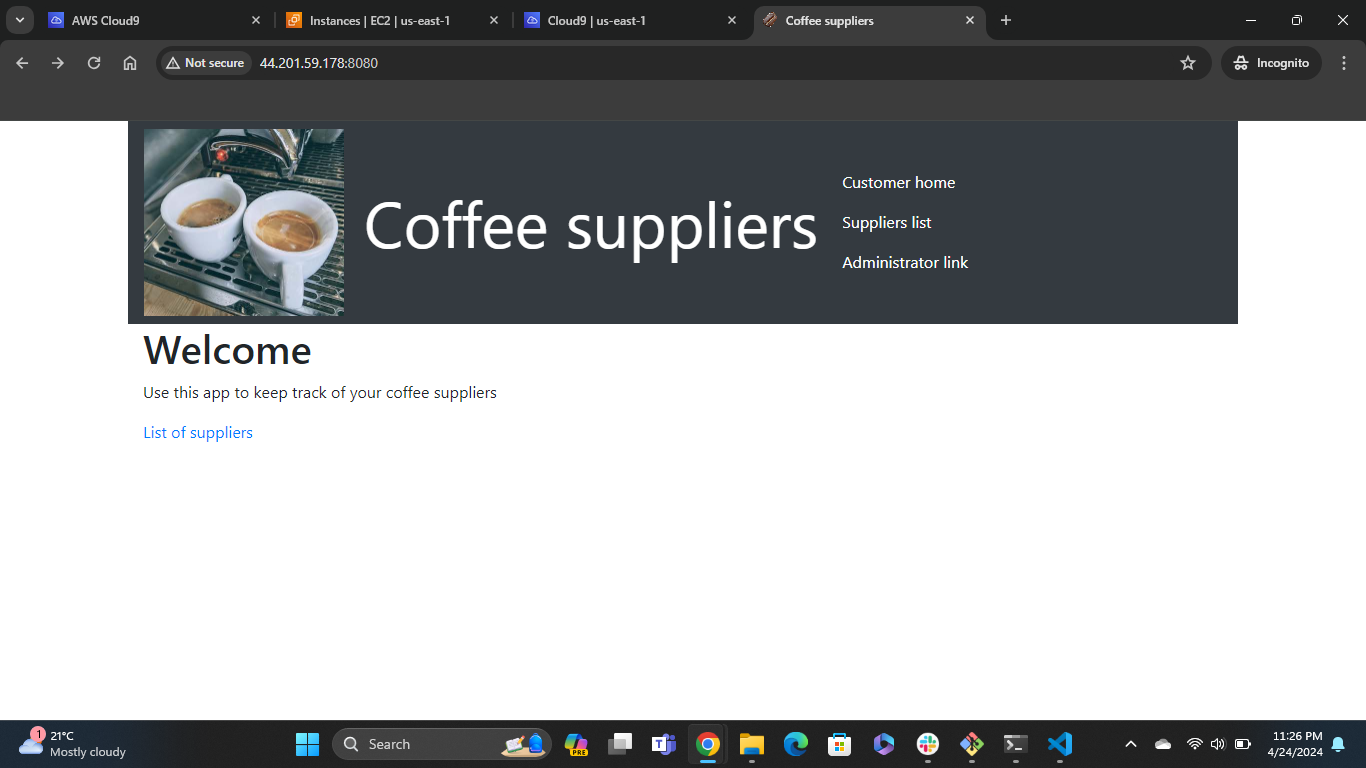 AWS Cloud9
Instances | EC2 | us-east-1
Cloud9 | us-east-1
Coffee suppliers
Not secure
44.201.59.178:8080
Incognito
Coffee suppliers
Customer home
Suppliers list
Administrator link
Welcome
Use this app to keep track of your coffee suppliers
List of suppliers
1
21°C
Mostly cloudy
Search
PRE
11:26 PM
4/24/2024